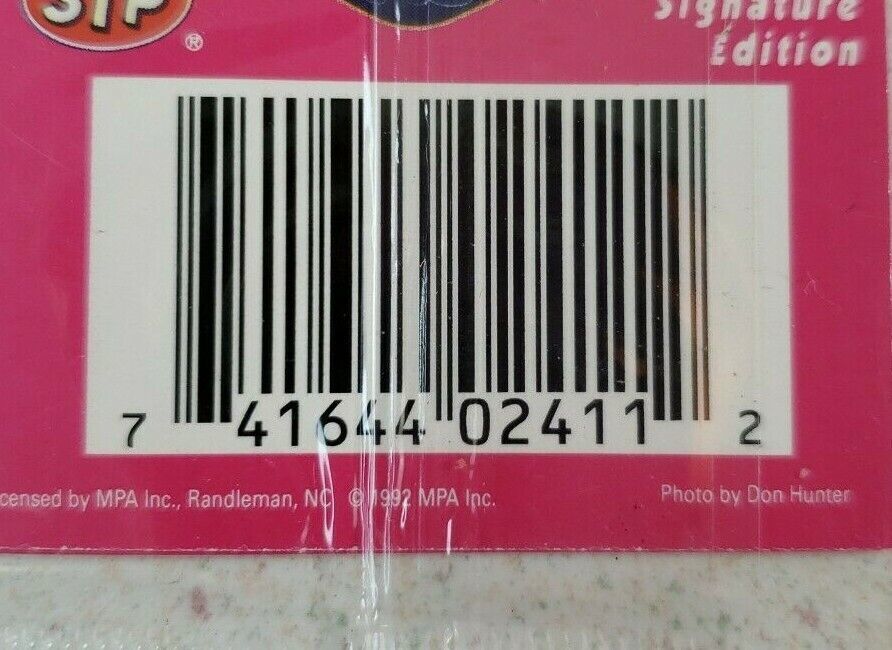 STP
®
Signature
Edition
7 41644 02411 2
censed by MPA Inc., Randleman, NC © 1992 MPA Inc.
Photo by Don Hunter